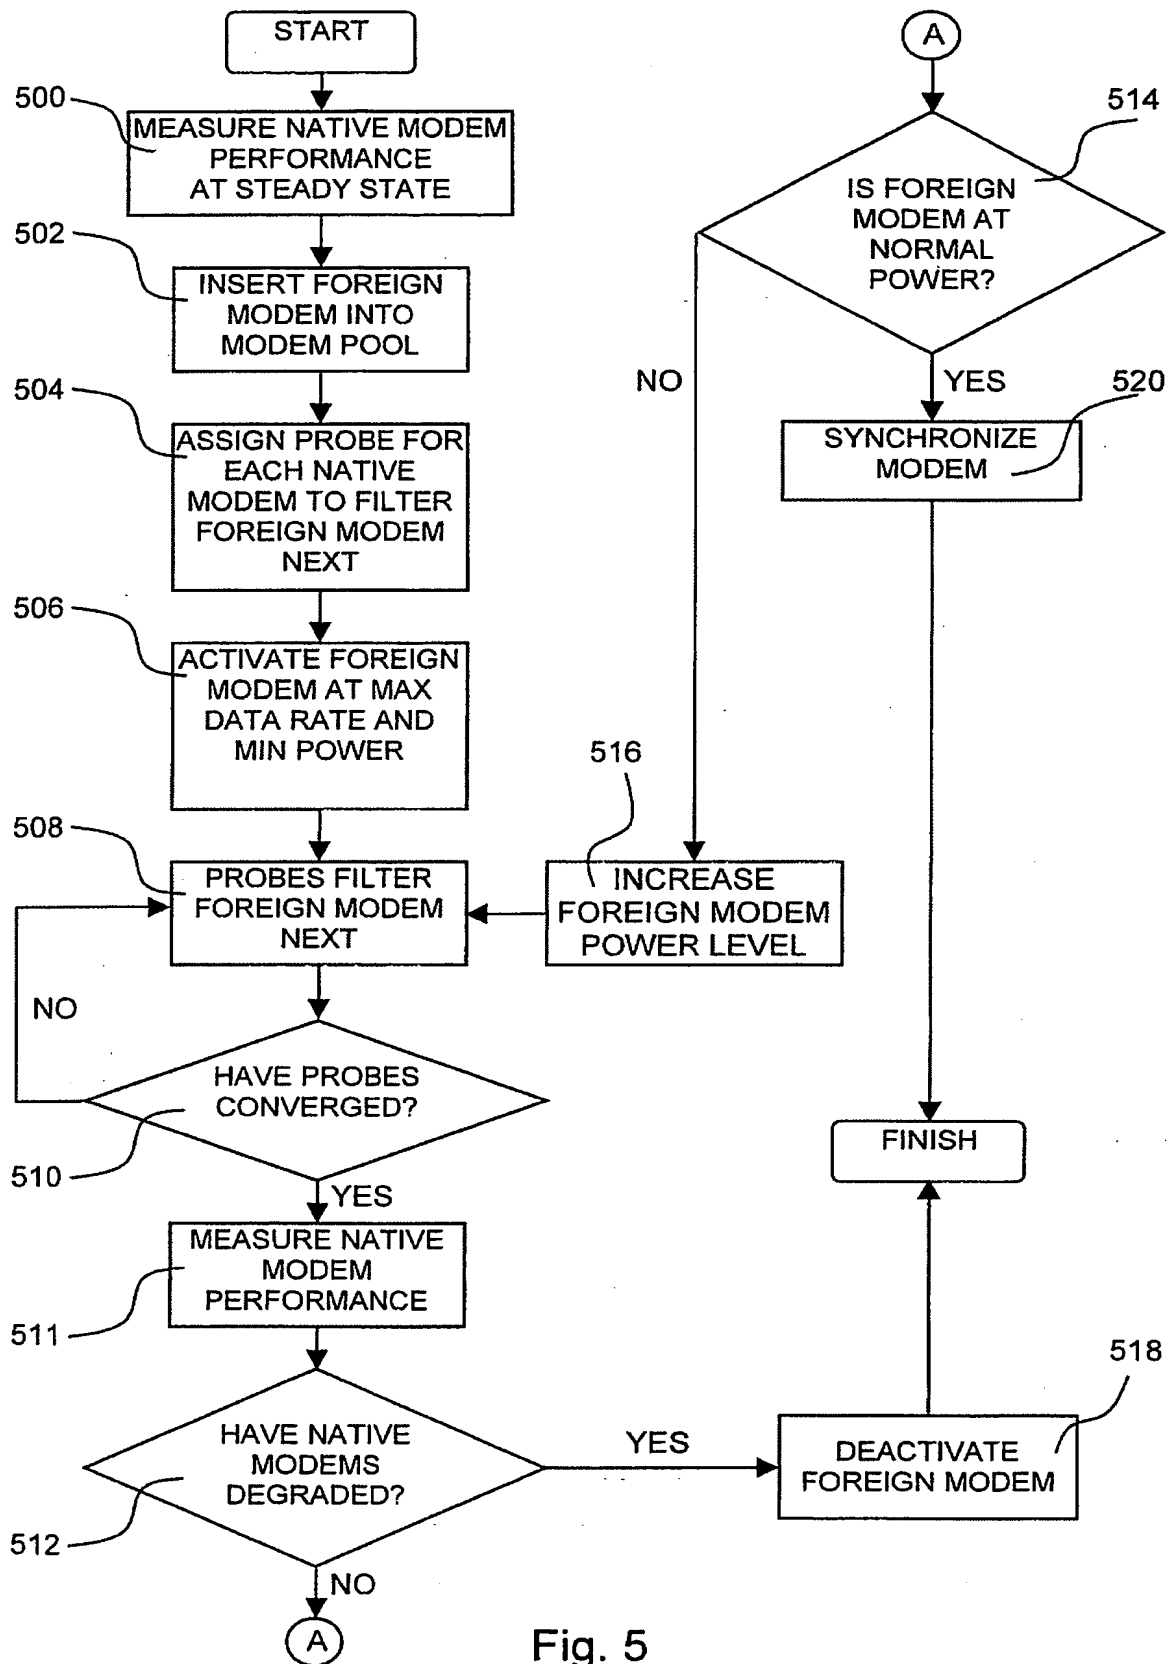 START
500
MEASURE NATIVE MODEM
PERFORMANCE
AT STEADY STATE
502
INSERT FOREIGN
MODEM INTO
MODEM POOL
504
ASSIGN PROBE FOR
EACH NATIVE
MODEM TO FILTER
FOREIGN MODEM
NEXT
506
ACTIVATE FOREIGN
MODEM AT MAX
DATA RATE AND
MIN POWER
508
PROBES FILTER
FOREIGN MODEM
NEXT
NO
HAVE PROBES
CONVERGED?
510
YES
MEASURE NATIVE
MODEM
PERFORMANCE
511
HAVE NATIVE
MODEMS
DEGRADED?
512
YES
NO
A
A
514
IS FOREIGN
MODEM AT
NORMAL
POWER?
NO
YES
520
SYNCHRONIZE
MODEM
516
INCREASE
FOREIGN MODEM
POWER LEVEL
FINISH
518
DEACTIVATE
FOREIGN MODEM
Fig. 5